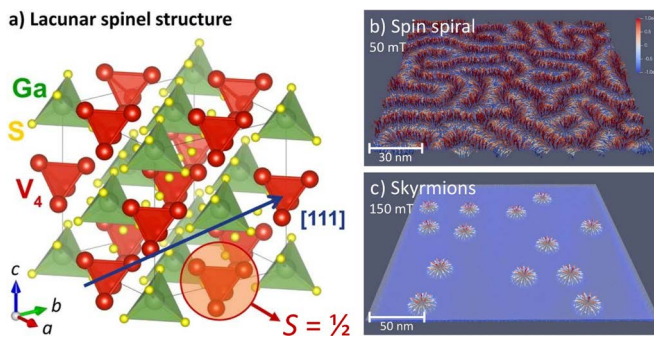 a) Lacunar spinel structure
Ga
S
V4
[111]
c
b
a
S = ½
b) Spin spiral
50 mT
30 nm
c) Skyrmions
150 mT
50 nm